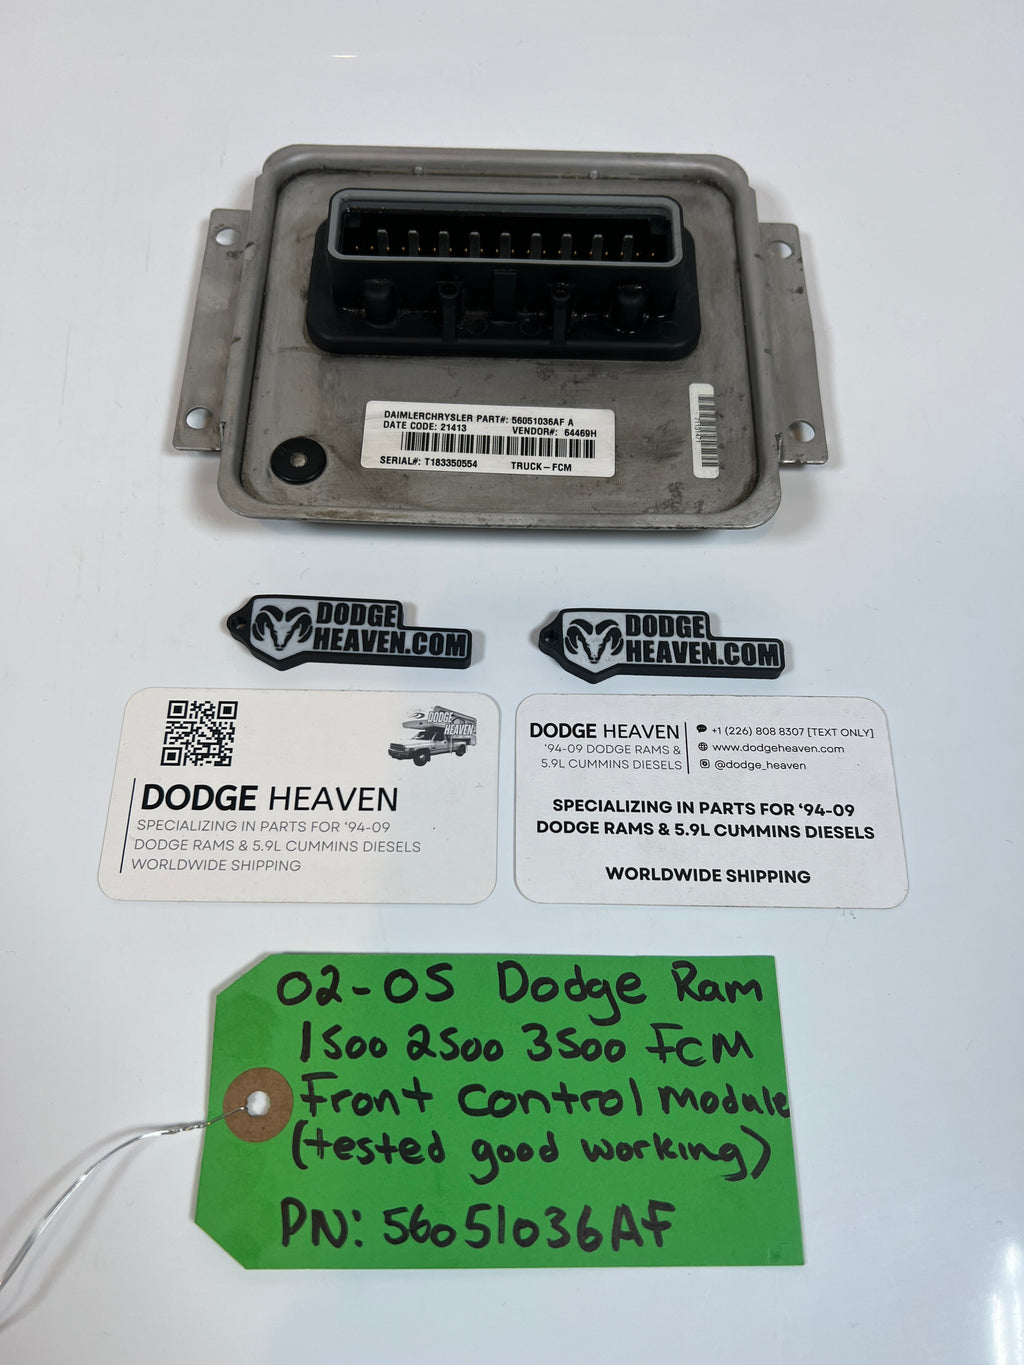 DAIMLERCHRYSLER PART#: 56051036AF A
DATE CODE: 21413 VENDOR#: 64469H
SERIAL#: T183350554 TRUCK-FCM
DODGE
HEAVEN.COM
DODGE
HEAVEN.COM
DODGE
HEAVEN
DODGE HEAVEN
SPECIALIZING IN PARTS FOR '94-09
DODGE RAMS & 5.9L CUMMINS DIESELS
WORLDWIDE SHIPPING
DODGE HEAVEN
'94-09 DODGE RAMS &
5.9L CUMMINS DIESELS
+1 (226) 808 8307 [TEXT ONLY]
www.dodgeheaven.com
@dodge_heaven
SPECIALIZING IN PARTS FOR '94-09
DODGE RAMS & 5.9L CUMMINS DIESELS
WORLDWIDE SHIPPING
02-05 Dodge Ram
1500 2500 3500 FCM
Front Control Module
(tested good working)
PN: 56051036AF